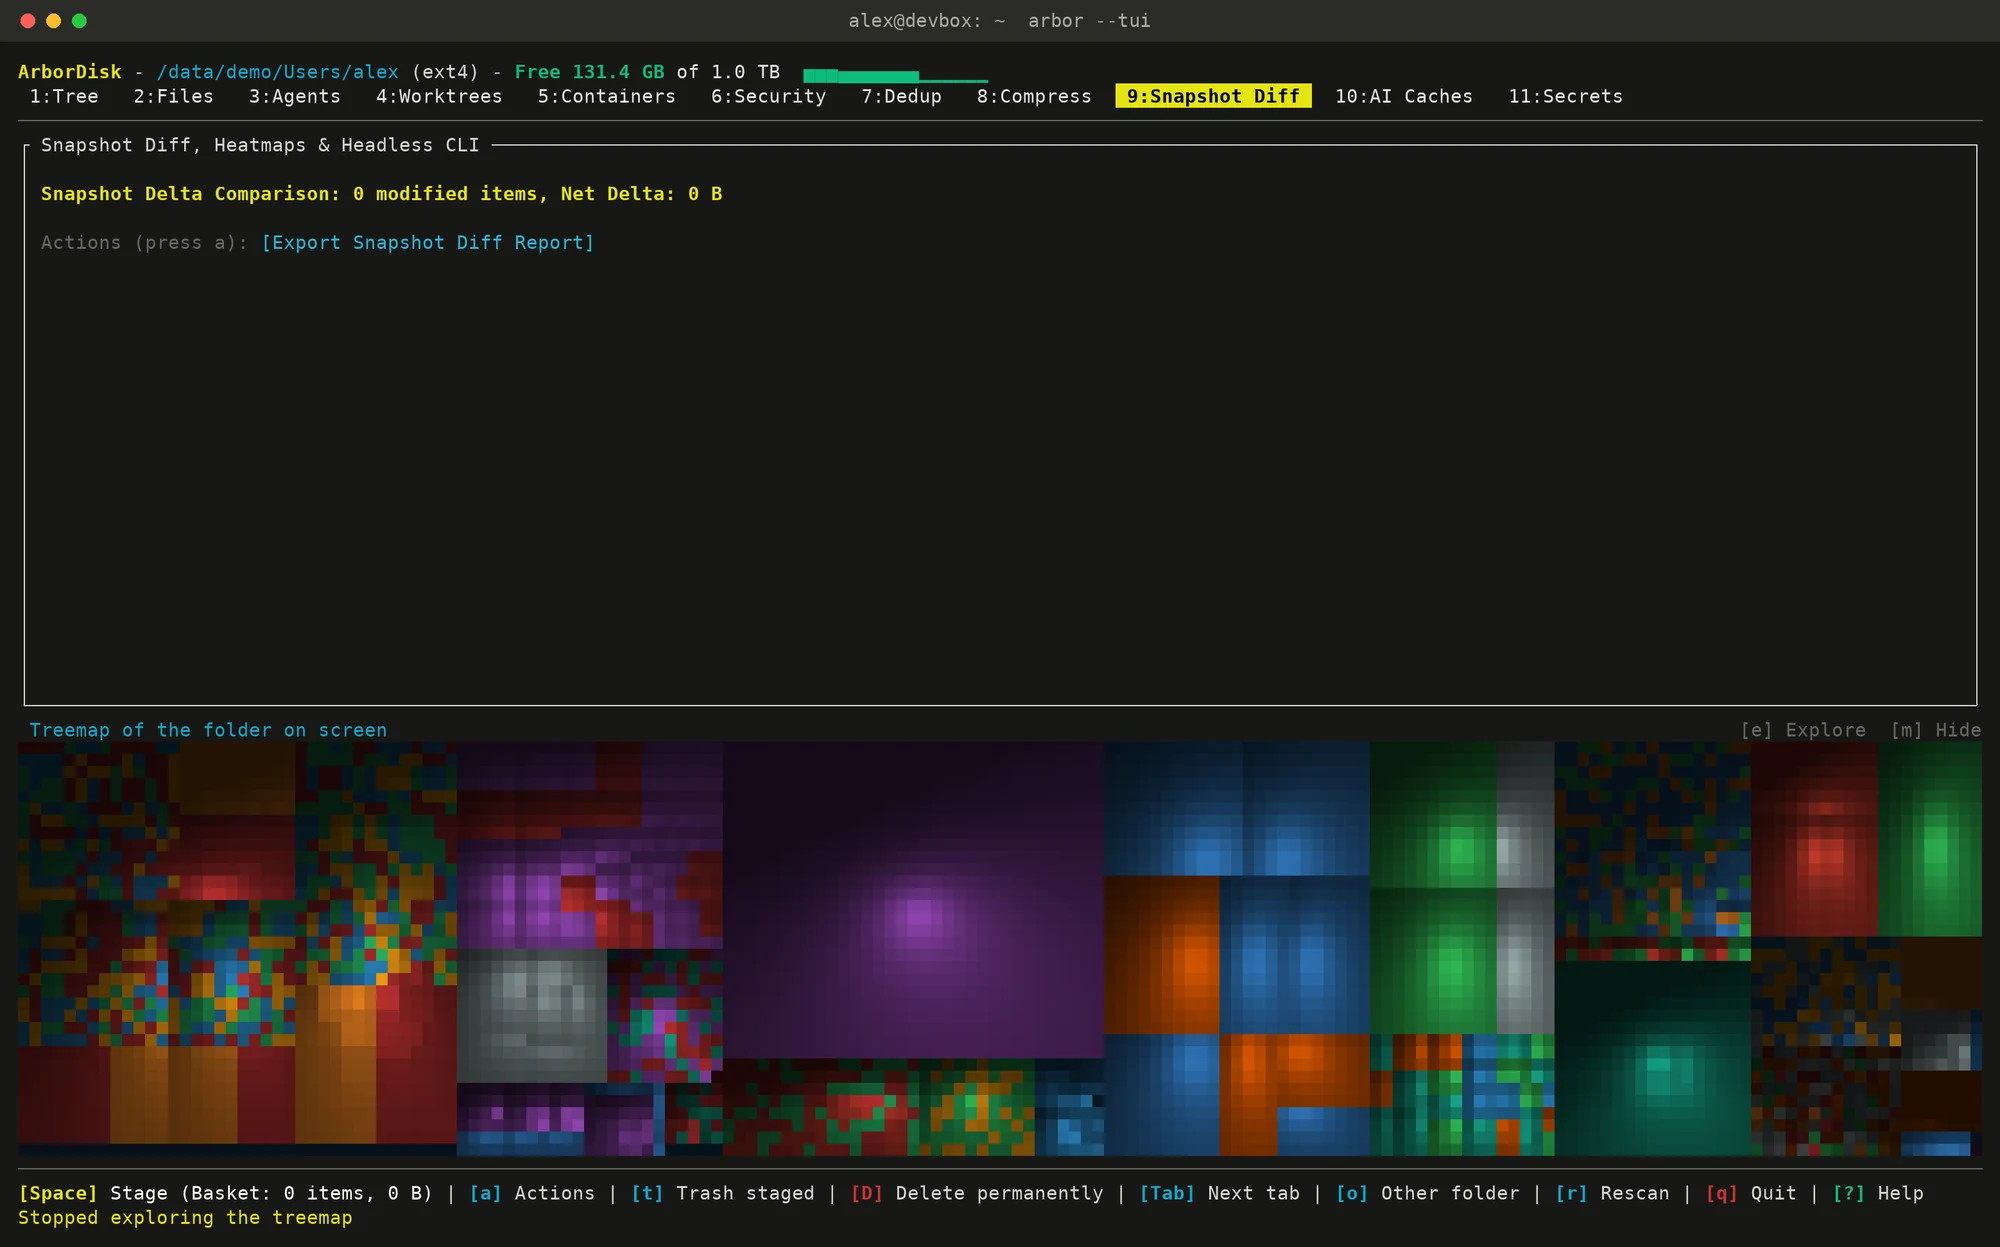 alex@devbox: ~  arbor --tui
ArborDisk - /data/demo/Users/alex (ext4) - Free 131.4 GB of 1.0 TB
1:Tree   2:Files   3:Agents   4:Worktrees   5:Containers   6:Security   7:Dedup   8:Compress   9:Snapshot Diff   10:AI Caches   11:Secrets
Snapshot Diff, Heatmaps & Headless CLI
Snapshot Delta Comparison: 0 modified items, Net Delta: 0 B
Actions (press a): [Export Snapshot Diff Report]
Treemap of the folder on screen   [e] Explore  [m] Hide
[Space] Stage (Basket: 0 items, 0 B) | [a] Actions | [t] Trash staged | [D] Delete permanently | [Tab] Next tab | [o] Other folder | [r] Rescan | [q] Quit | [?] Help
Stopped exploring the treemap